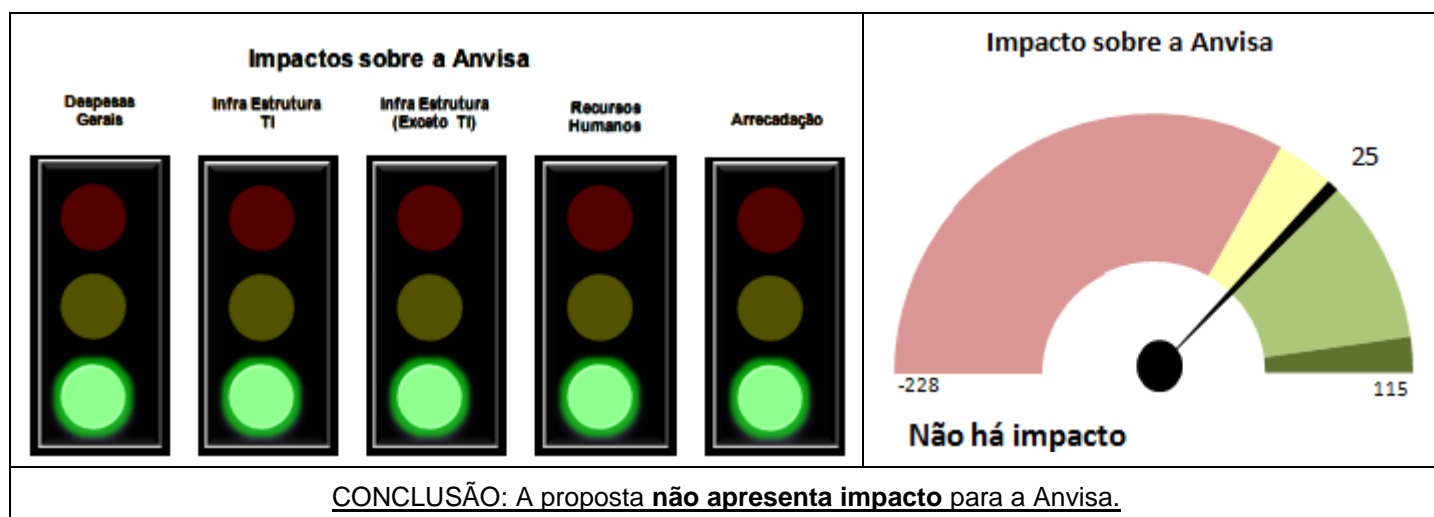 Impactos sobre a Anvisa
Despesas
Gerais
Infra Estrutura
TI
Infra Estrutura
(Exceto TI)
Recursos
Humanos
Arrecadação
Impacto sobre a Anvisa
25
-228
115
Não há impacto
CONCLUSÃO: A proposta não apresenta impacto para a Anvisa.